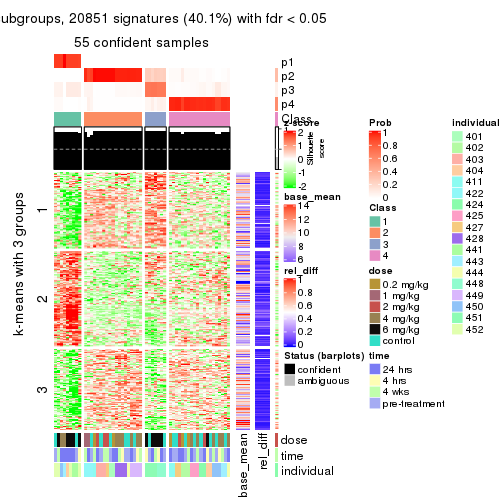 ubgroups, 20851 signatures (40.1%) with fdr < 0.05
55 confident samples
p1
p2
p3
p4
Class
1
Silhouette
score
k-means with 3 groups
1
2
3
base_mean
rel_diff
dose
time
individual
z-score
2
1
0
-1
-2
base_mean
14
12
10
8
6
rel_diff
1
0.8
0.6
0.4
0.2
0
Status (barplots)
confident
ambiguous
Prob
1
0.8
0.6
0.4
0.2
0
Class
1
2
3
4
dose
0.2 mg/kg
1 mg/kg
2 mg/kg
4 mg/kg
6 mg/kg
control
time
24 hrs
4 hrs
4 wks
pre-treatment
individual
401
402
403
404
411
422
424
425
427
428
441
443
444
448
449
450
451
452